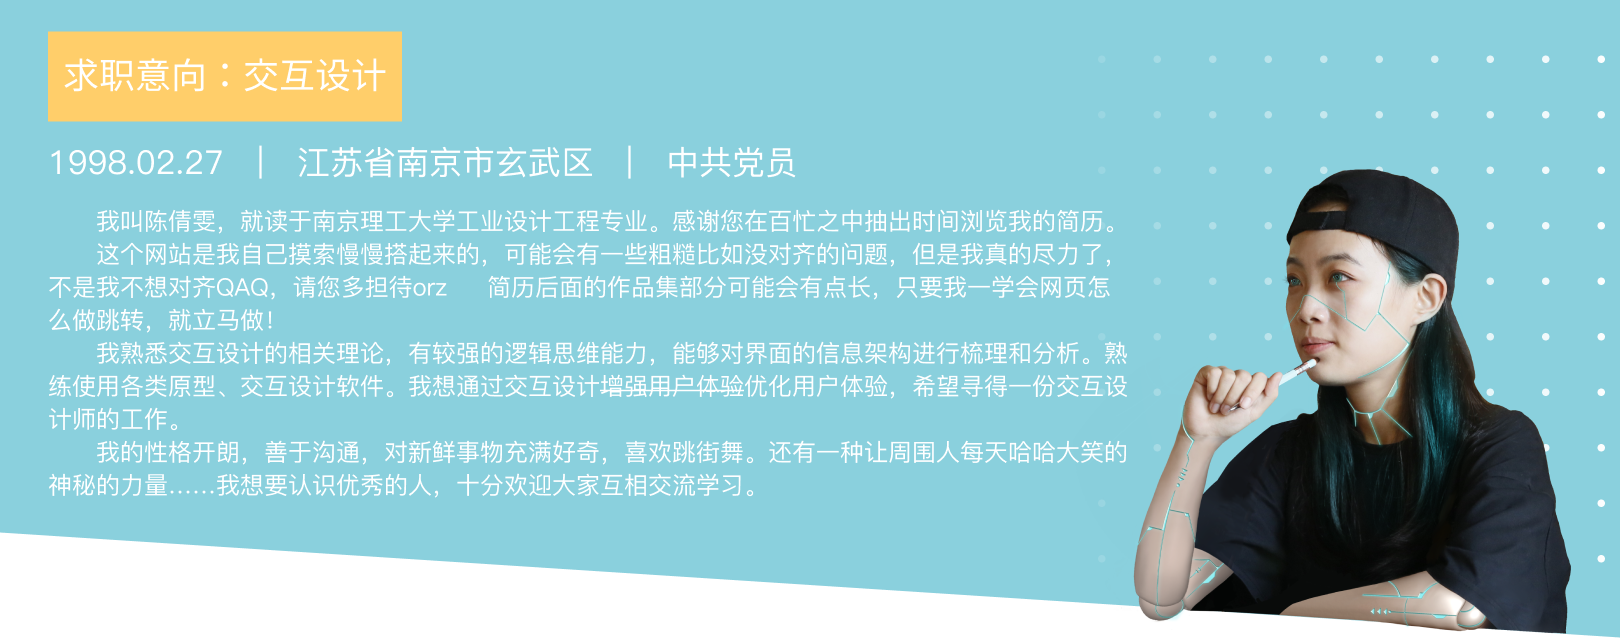 求职意向：交互设计
1998.02.27 | 江苏省南京市玄武区 | 中共党员
我叫陈倩雯，就读于南京理工大学工业设计工程专业。感谢您在百忙之中抽出时间浏览我的简历。
这个网站是我自己摸索慢慢搭起来的，可能会有一些粗糙比如没对齐的问题，但是我真的尽力了，
不是我不想对齐QAQ，请您多担待orz 简历后面的作品集部分可能会有点长，只要我一学会网页怎
么做跳转，就立马做！
我熟悉交互设计的相关理论，有较强的逻辑思维能力，能够对界面的信息架构进行梳理和分析。熟
练使用各类原型、交互设计软件。我想通过交互设计增强用户体验优化用户体验，希望寻得一份交互设
计师的工作。
我的性格开朗，善于沟通，对新鲜事物充满好奇，喜欢跳街舞。还有一种让周围人每天哈哈大笑的
神秘的力量……我想要认识优秀的人，十分欢迎大家互相交流学习。